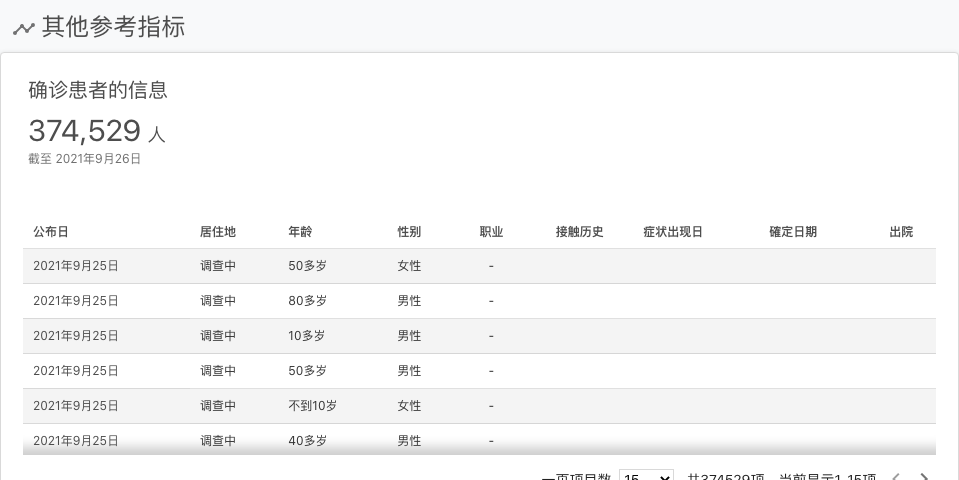 其他参考指标
确诊患者的信息
374,529 人
截至 2021年9月26日
公布日 居住地 年龄 性别 职业 接触历史 症状出现日 確定日期 出院
2021年9月25日 调查中 50多岁 女性 -
2021年9月25日 调查中 80多岁 男性 -
2021年9月25日 调查中 10多岁 男性 -
2021年9月25日 调查中 50多岁 男性 -
2021年9月25日 调查中 不到10岁 女性 -
2021年9月25日 调查中 40多岁 男性 -
一页项目数 15 共374529项，当前显示1-15项